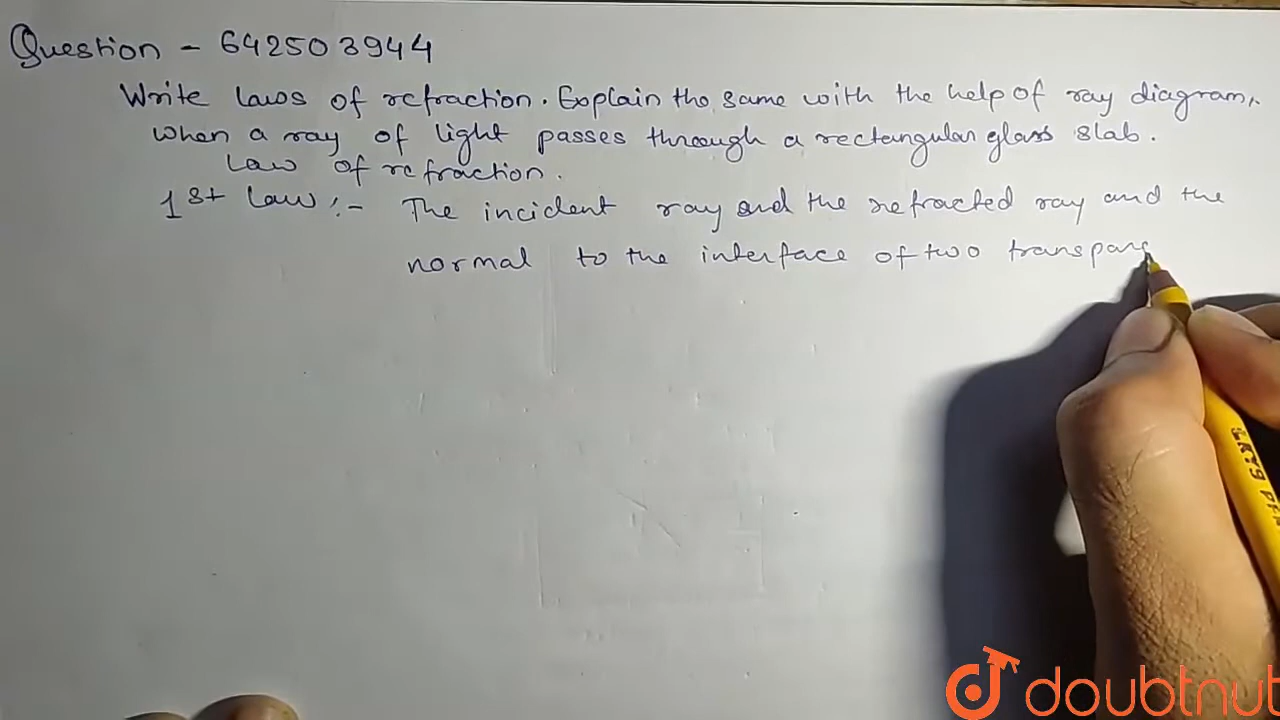 Question - 642503944
Write laws of refraction. Explain the same with the help of ray diagram,
when a ray of light passes through a rectangular glass slab.
Law of refraction.
1st law :- The incident ray and the refracted ray and the
normal to the interface of two transpare
doubtnut